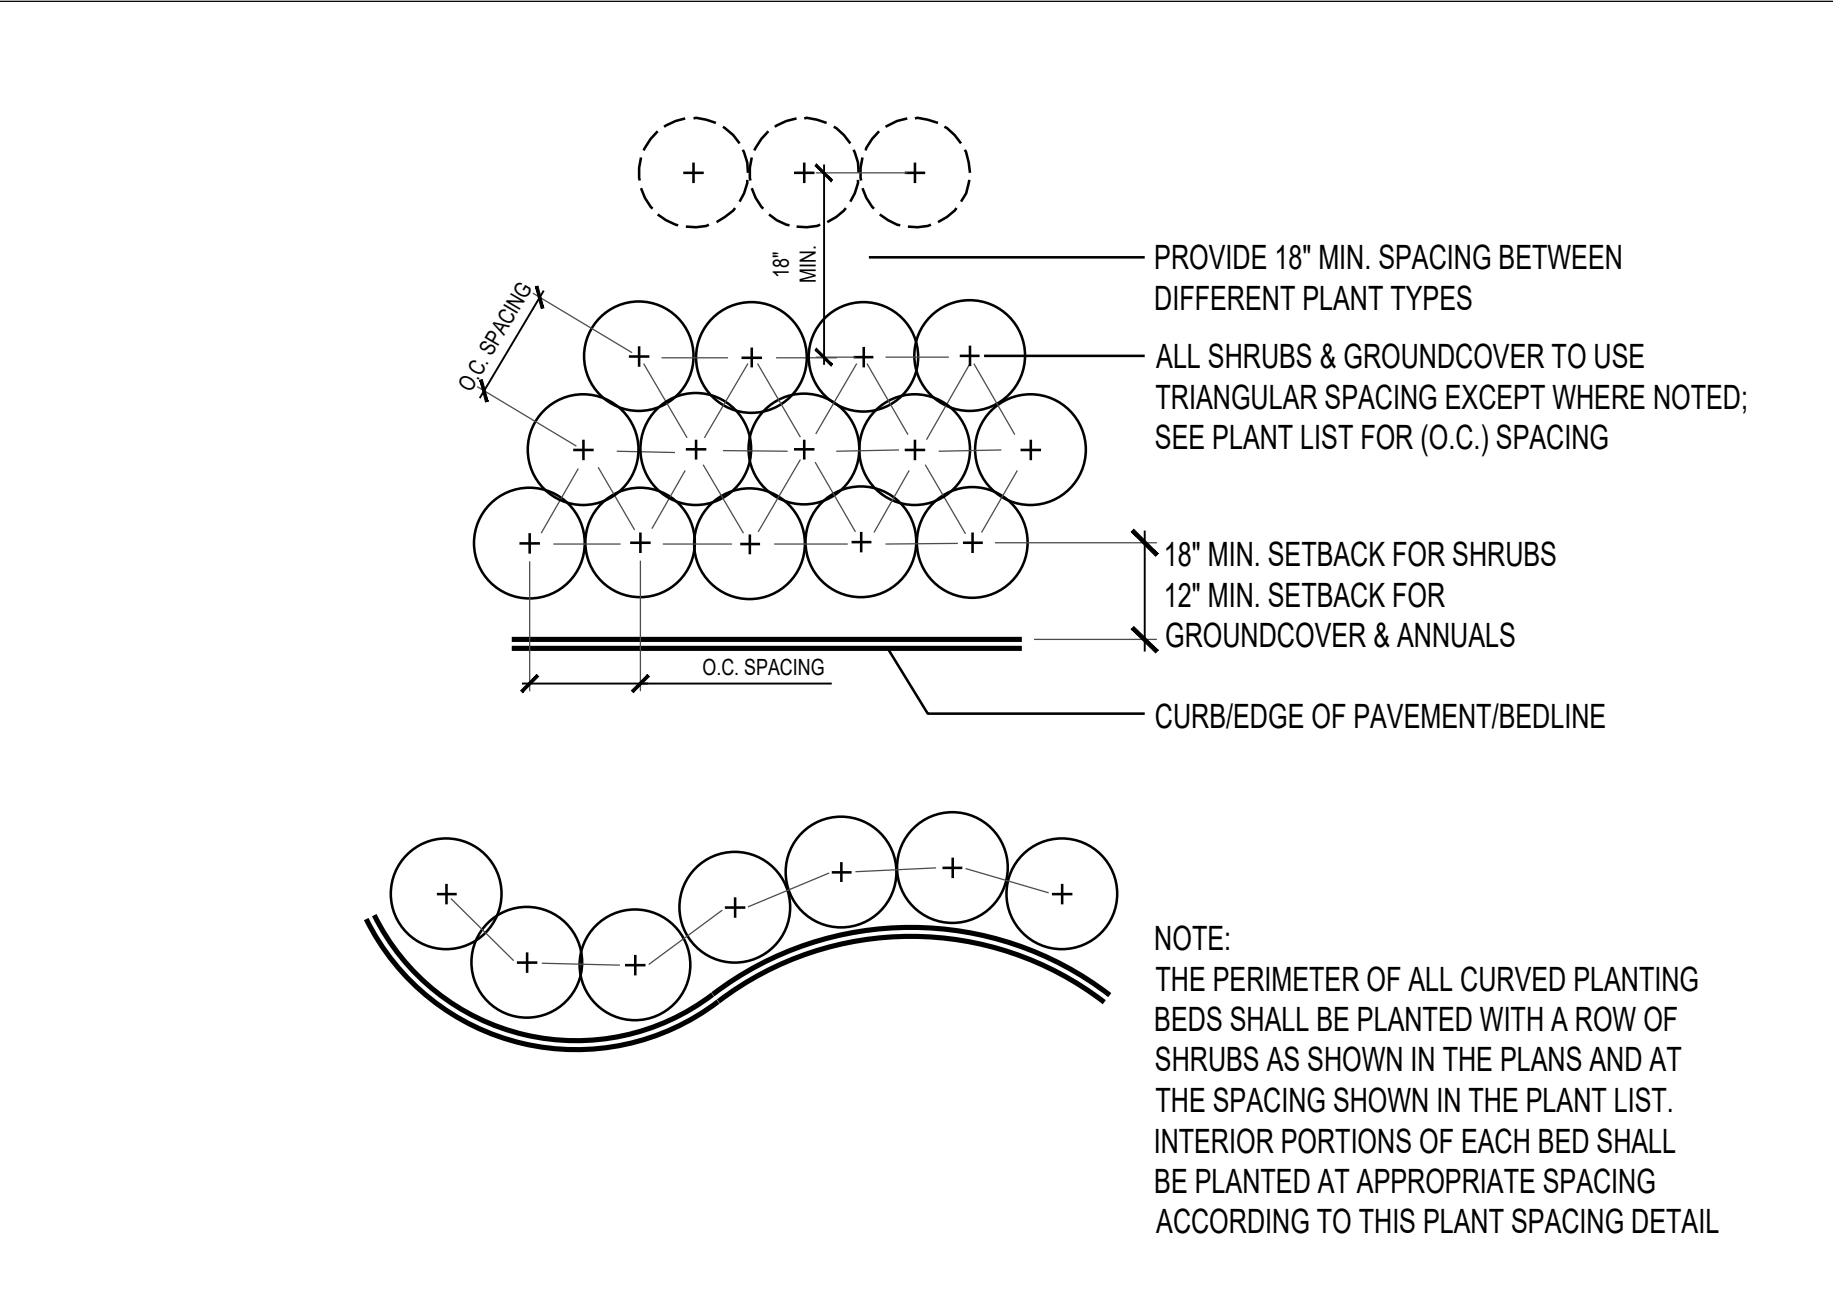 18"
MIN.
PROVIDE 18" MIN. SPACING BETWEEN
DIFFERENT PLANT TYPES
O.C. SPACING
ALL SHRUBS & GROUNDCOVER TO USE
TRIANGULAR SPACING EXCEPT WHERE NOTED;
SEE PLANT LIST FOR (O.C.) SPACING
18" MIN. SETBACK FOR SHRUBS
12" MIN. SETBACK FOR
GROUNDCOVER & ANNUALS
O.C. SPACING
CURB/EDGE OF PAVEMENT/BEDLINE
NOTE:
THE PERIMETER OF ALL CURVED PLANTING
BEDS SHALL BE PLANTED WITH A ROW OF
SHRUBS AS SHOWN IN THE PLANS AND AT
THE SPACING SHOWN IN THE PLANT LIST.
INTERIOR PORTIONS OF EACH BED SHALL
BE PLANTED AT APPROPRIATE SPACING
ACCORDING TO THIS PLANT SPACING DETAIL